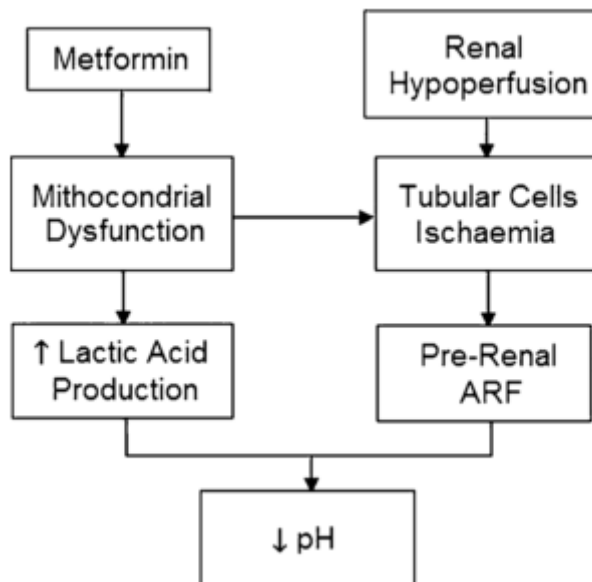 Metformin
Renal
Hypoperfusion
Mithocondrial
Dysfunction
Tubular Cells
Ischaemia
↑ Lactic Acid
Production
Pre-Renal
ARF
↓ pH